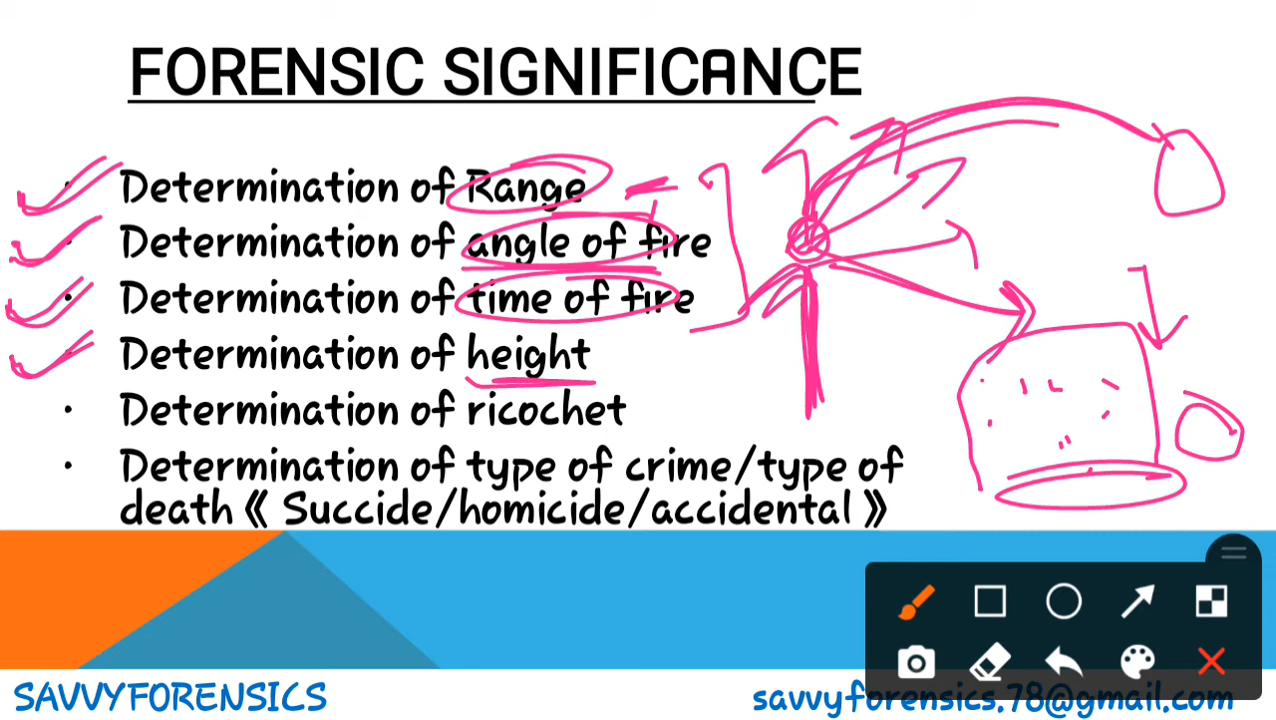 FORENSIC SIGNIFICANCE
· Determination of Range
· Determination of angle of fire
· Determination of time of fire
· Determination of height
· Determination of ricochet
· Determination of type of crime/type of
death《 Succide/homicide/accidental》
SAVVYFORENSICS
savvyforensics.78@gmail.com